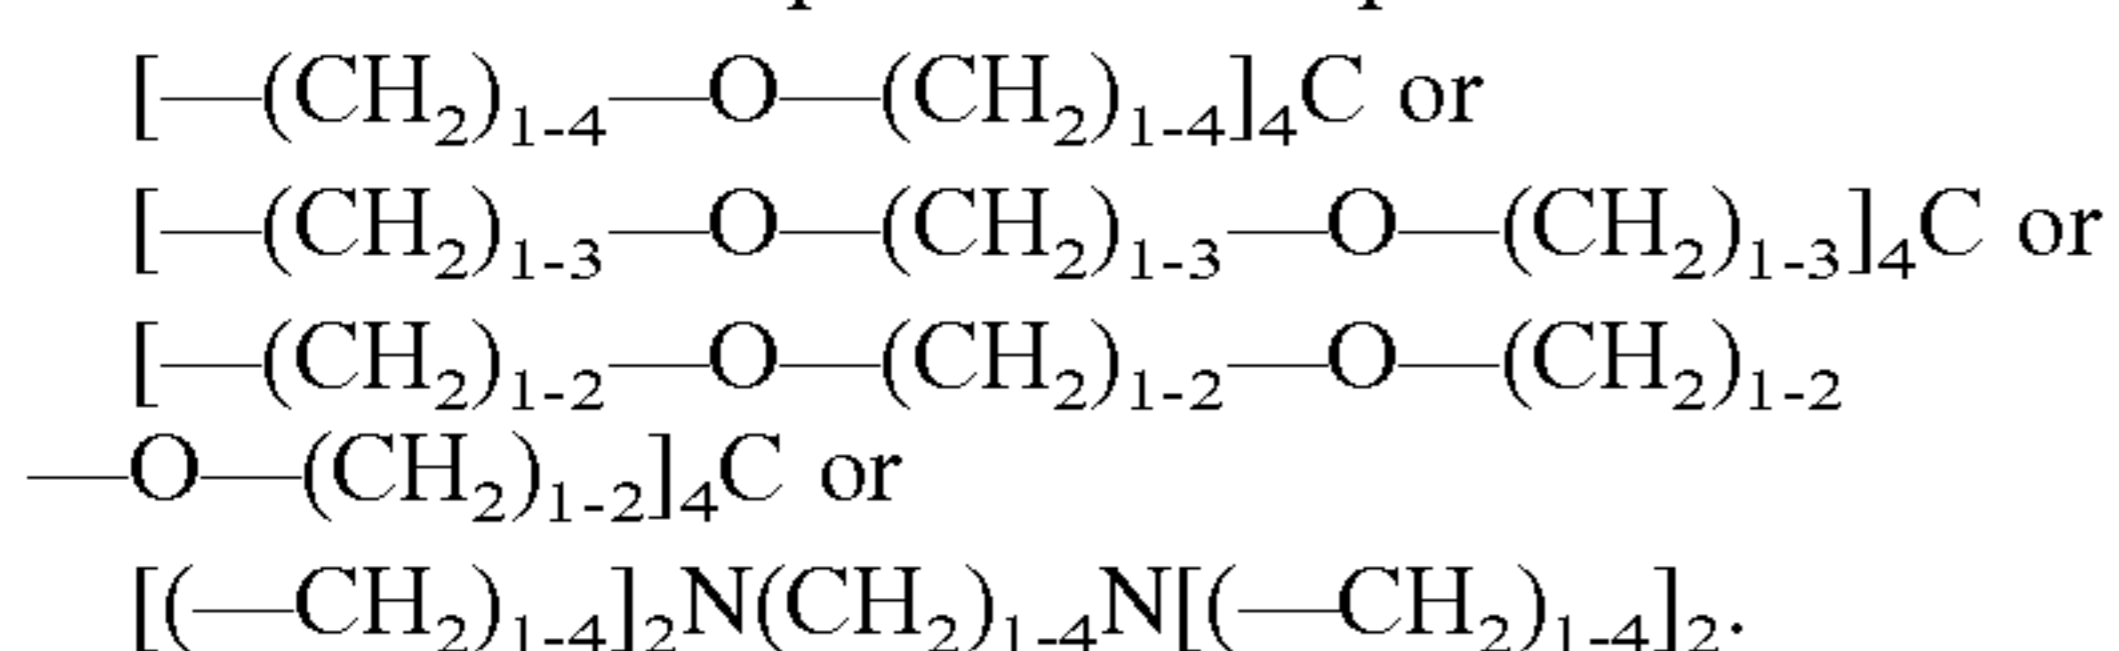 [—(CH₂)₁₋₄—O—(CH₂)₁₋₄]₄C or
[—(CH₂)₁₋₃—O—(CH₂)₁₋₃—O—(CH₂)₁₋₃]₄C or
[—(CH₂)₁₋₂—O—(CH₂)₁₋₂—O—(CH₂)₁₋₂
—O—(CH₂)₁₋₂]₄C or
[(—CH₂)₁₋₄]₂N(CH₂)₁₋₄N[(—CH₂)₁₋₄]₂.